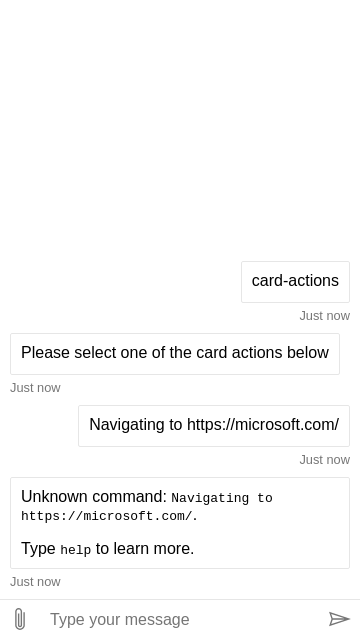 card-actions
Just now
Please select one of the card actions below
Just now
Navigating to https://microsoft.com/
Just now
Unknown command: Navigating to
https://microsoft.com/.
Type help to learn more.
Just now
Type your message